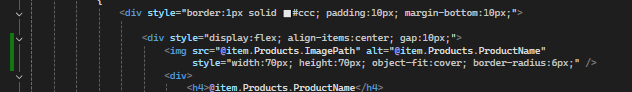 {
<div style="border:1px solid #ccc; padding:10px; margin-bottom:10px;">
<div style="display:flex; align-items:center; gap:10px;">
<img src="@item.Products.ImagePath" alt="@item.Products.ProductName"
style="width:70px; height:70px; object-fit:cover; border-radius:6px;" />
<div>
<h4>@item.Products.ProductName</h4>